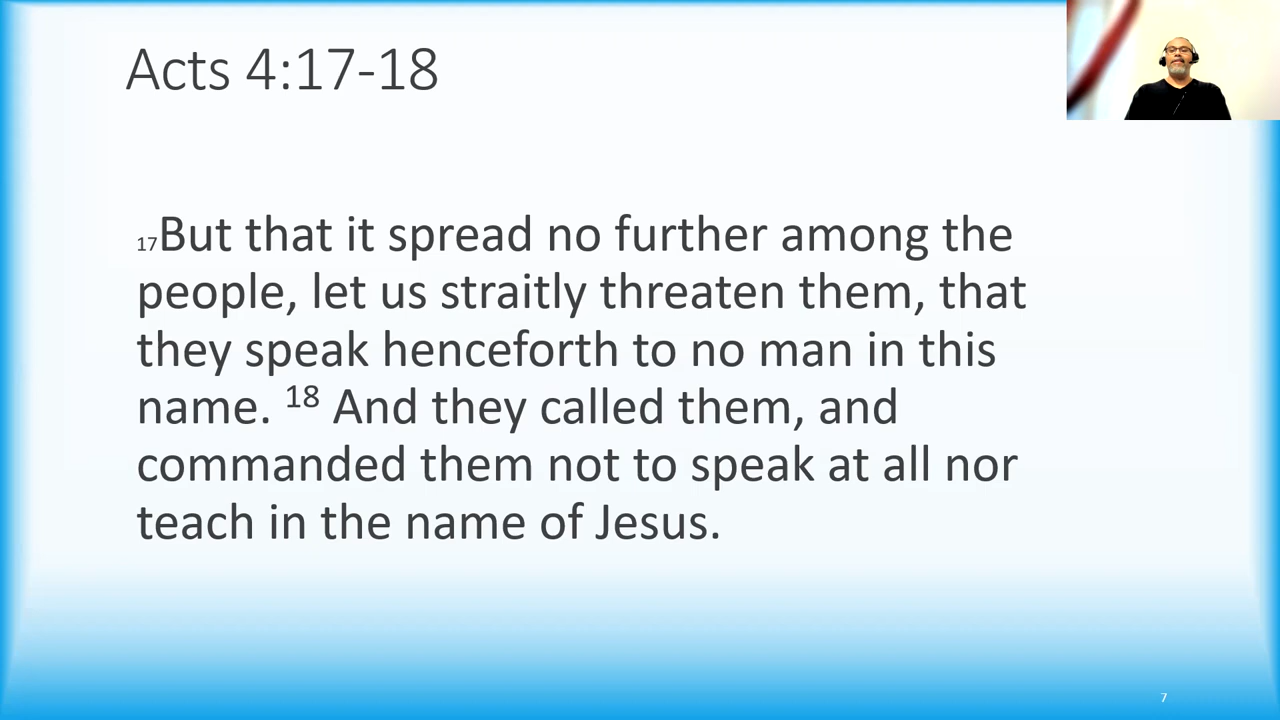 Acts 4:17-18
17But that it spread no further among the
people, let us straitly threaten them, that
they speak henceforth to no man in this
name. 18 And they called them, and
commanded them not to speak at all nor
teach in the name of Jesus.
7